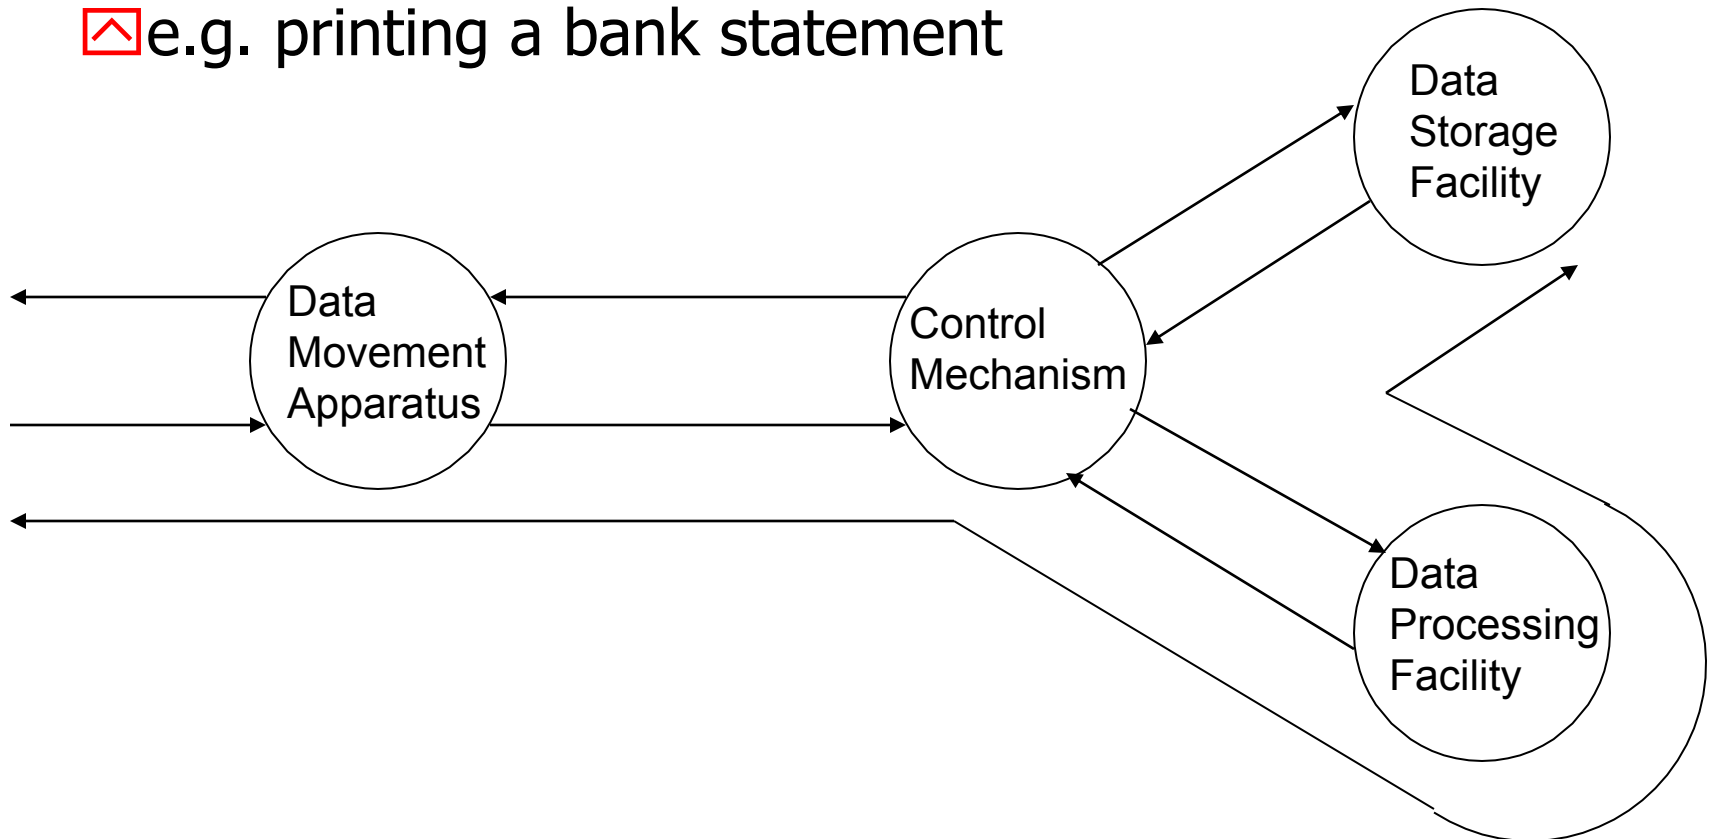 e.g. printing a bank statement
Data
Storage
Facility
Data
Movement
Apparatus
Control
Mechanism
Data
Processing
Facility